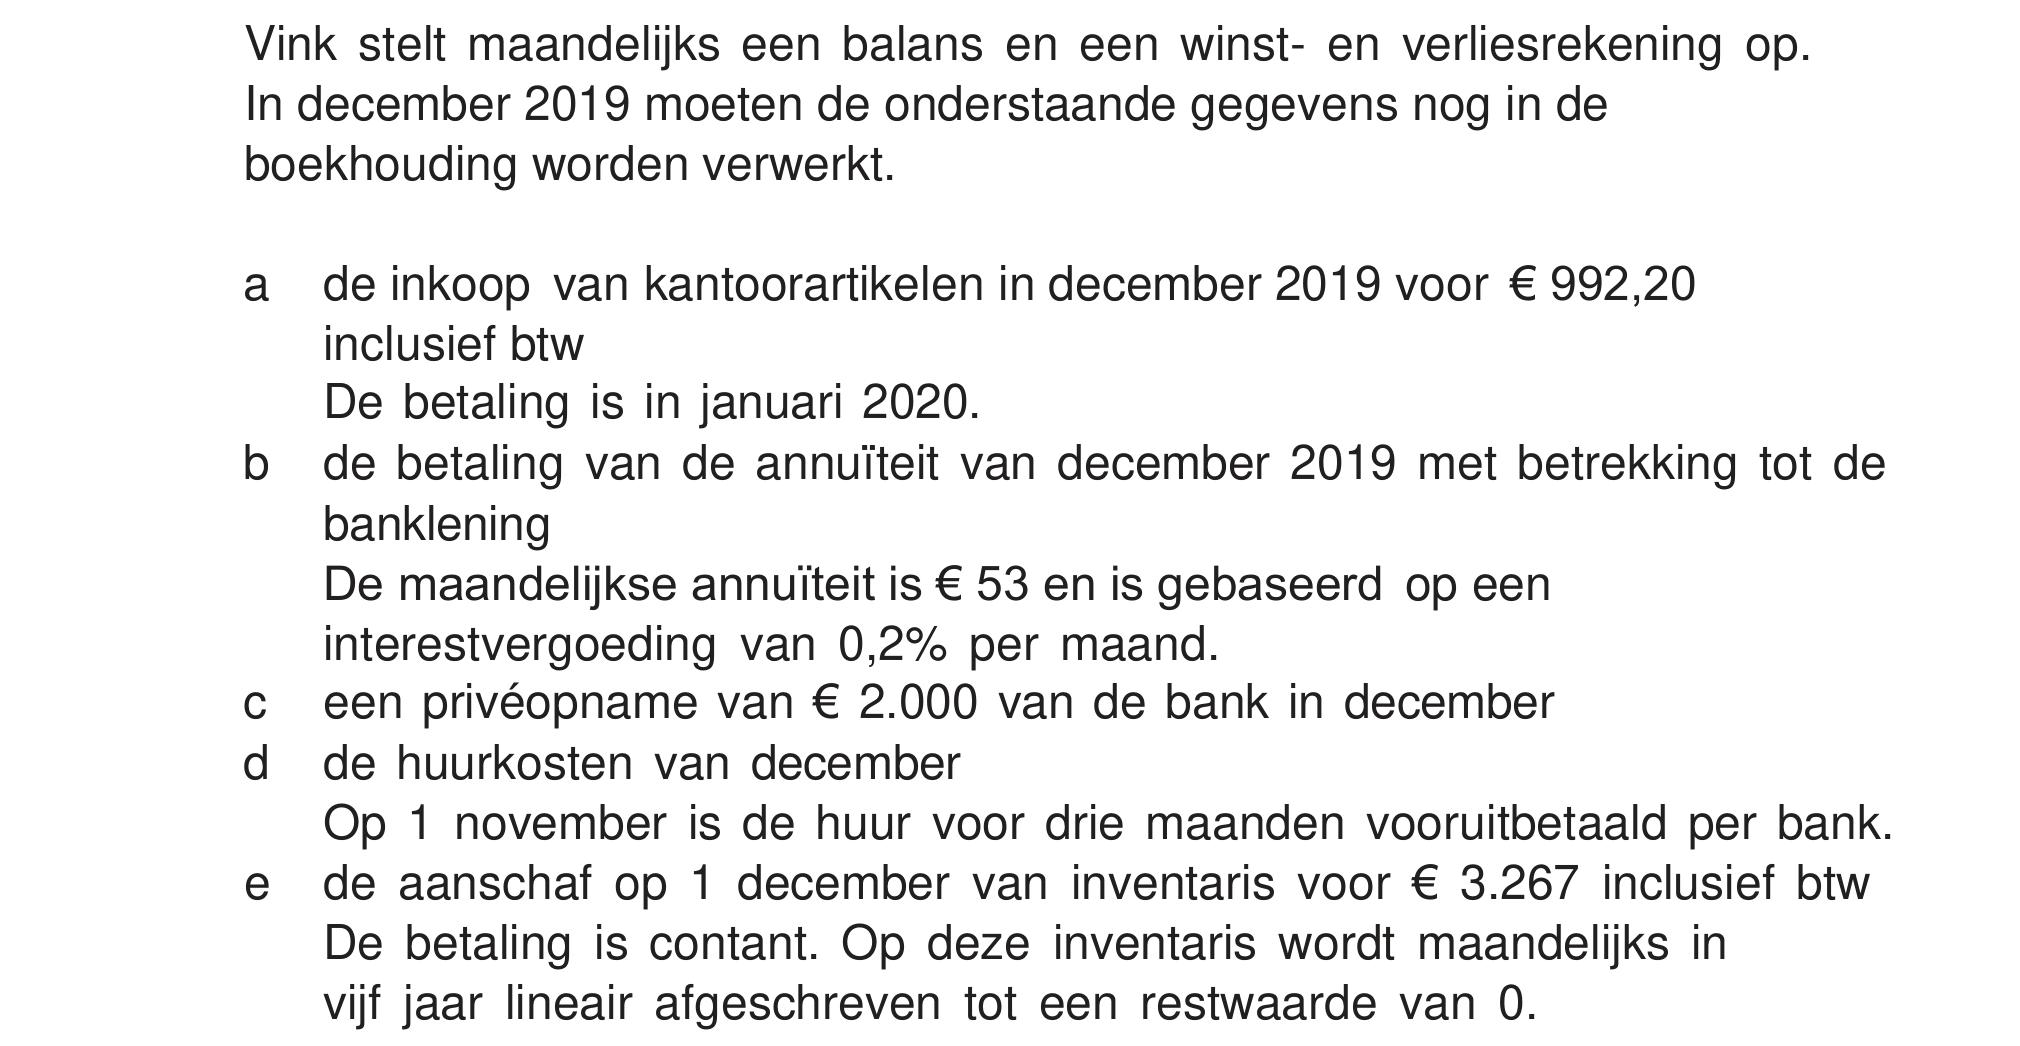 Vink stelt maandelijks een balans en een winst- en verliesrekening op.
In december 2019 moeten de onderstaande gegevens nog in de
boekhouding worden verwerkt.
a de inkoop van kantoorartikelen in december 2019 voor € 992,20
inclusief btw
De betaling is in januari 2020.
b de betaling van de annuïteit van december 2019 met betrekking tot de
banklening
De maandelijkse annuïteit is € 53 en is gebaseerd op een
interestvergoeding van 0,2% per maand.
c een privéopname van € 2.000 van de bank in december
d de huurkosten van december
Op 1 november is de huur voor drie maanden vooruitbetaald per bank.
e de aanschaf op 1 december van inventaris voor € 3.267 inclusief btw
De betaling is contant. Op deze inventaris wordt maandelijks in
vijf jaar lineair afgeschreven tot een restwaarde van 0.